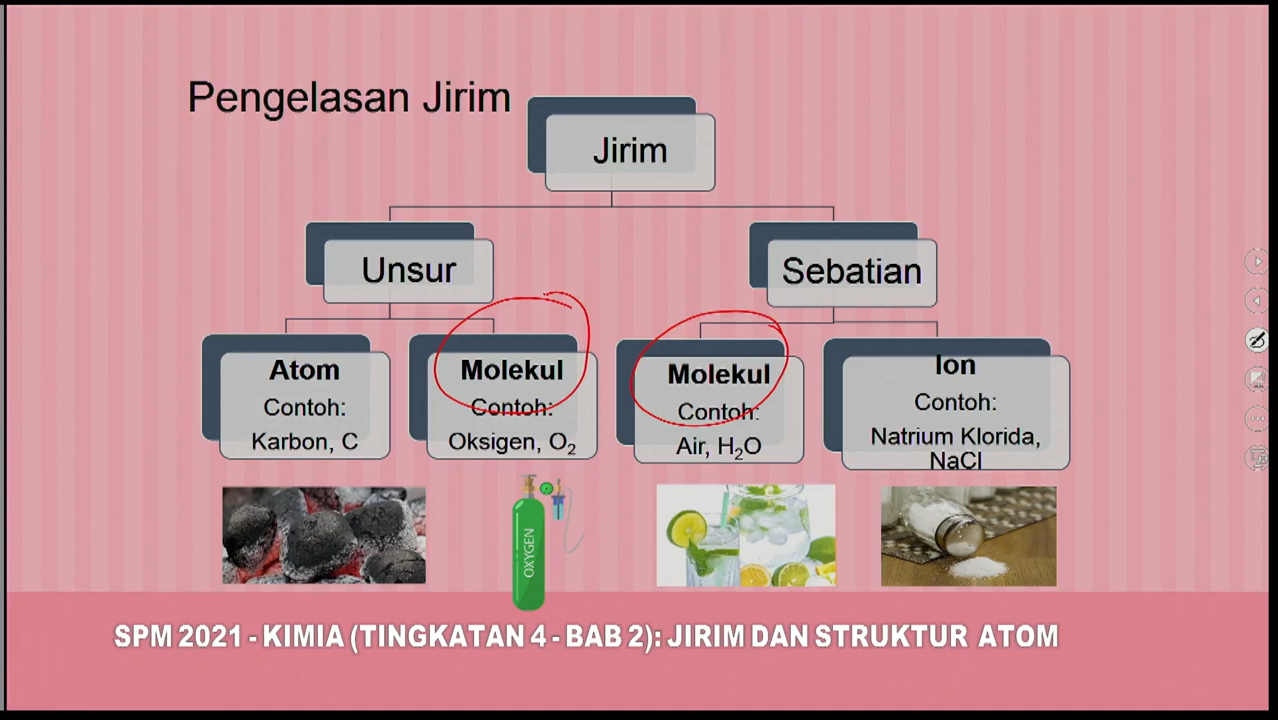 Pengelasan Jirim
Jirim
Unsur
Sebatian
Atom
Contoh:
Karbon, C
Molekul
Contoh:
Oksigen, O₂
Molekul
Contoh:
Air, H₂O
Ion
Contoh:
Natrium Klorida,
NaCl
OXYGEN
SPM 2021 - KIMIA (TINGKATAN 4 - BAB 2): JIRIM DAN STRUKTUR ATOM